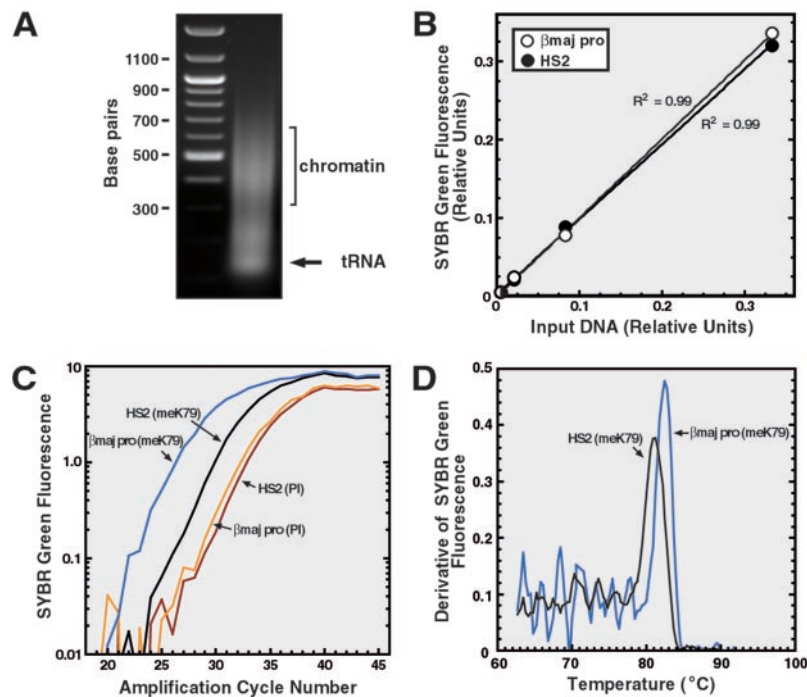 A
Base pairs
1100
900
700
500
300
chromatin
tRNA
B
βmaj pro
HS2
R² = 0.99
R² = 0.99
SYBR Green Fluorescence
(Relative Units)
0.3
0.2
0.1
0
0.1
0.2
0.3
Input DNA (Relative Units)
C
SYBR Green Fluorescence
10
1.0
0.1
0.01
HS2 (meK79)
βmaj pro (meK79)
HS2 (PI)
βmaj pro (PI)
20
25
30
35
40
45
Amplification Cycle Number
D
Derivative of SYBR Green
Fluorescence
0.5
0.4
0.3
0.2
0.1
0
HS2 (meK79)
βmaj pro (meK79)
60
70
80
90
100
Temperature (°C)